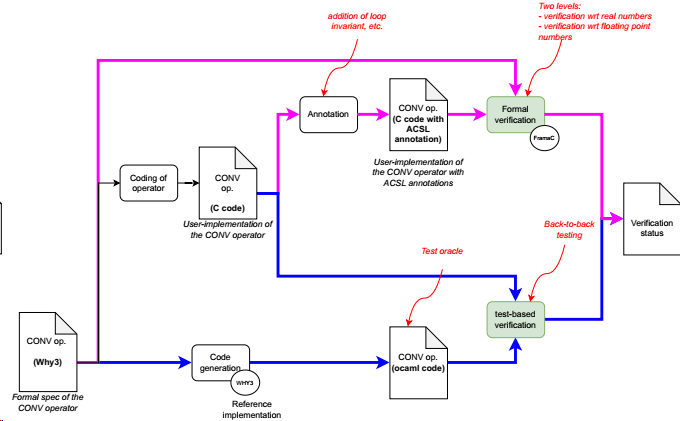 addition of loop
invariant, etc.
Two levels:
- verification wrt real numbers
- verification wrt floating point
numbers
Annotation
CONV op.
(C code with
ACSL
annotation)
Formal
verification
FramaC
User-implementation of
the CONV operator with
ACSL annotations
Coding of
operator
CONV
op.
(C code)
User-implementation of
the CONV operator
Verification
status
Back-to-back
testing
Test oracle
test-based
verification
CONV op.
(Why3)
Formal spec of the
CONV operator
Code
generation
WHY3
Reference
implementation
CONV op.
(ocaml code)